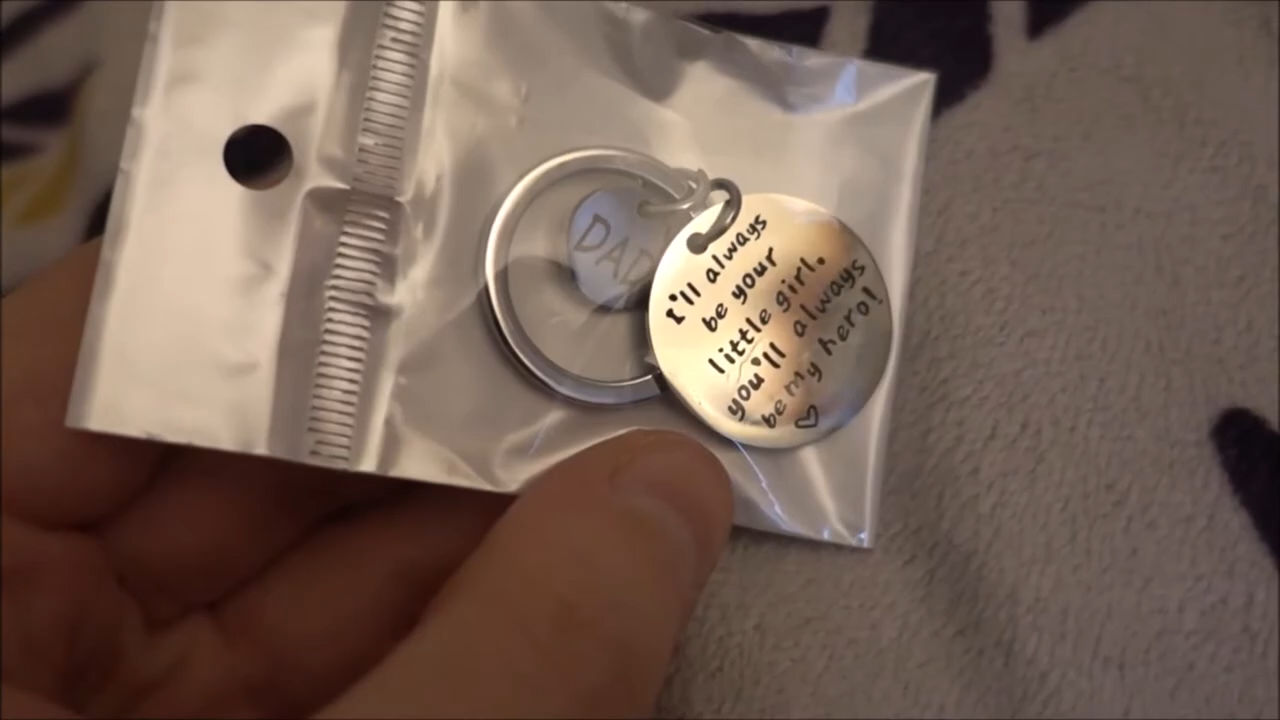 DAD
I'll always
be your
little girl.
you'll always
be my hero!